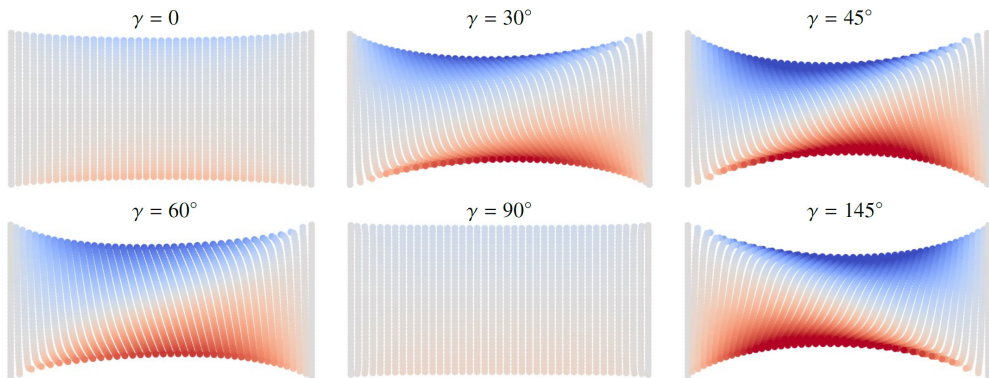 γ = 0
γ = 30°
γ = 45°
γ = 60°
γ = 90°
γ = 145°